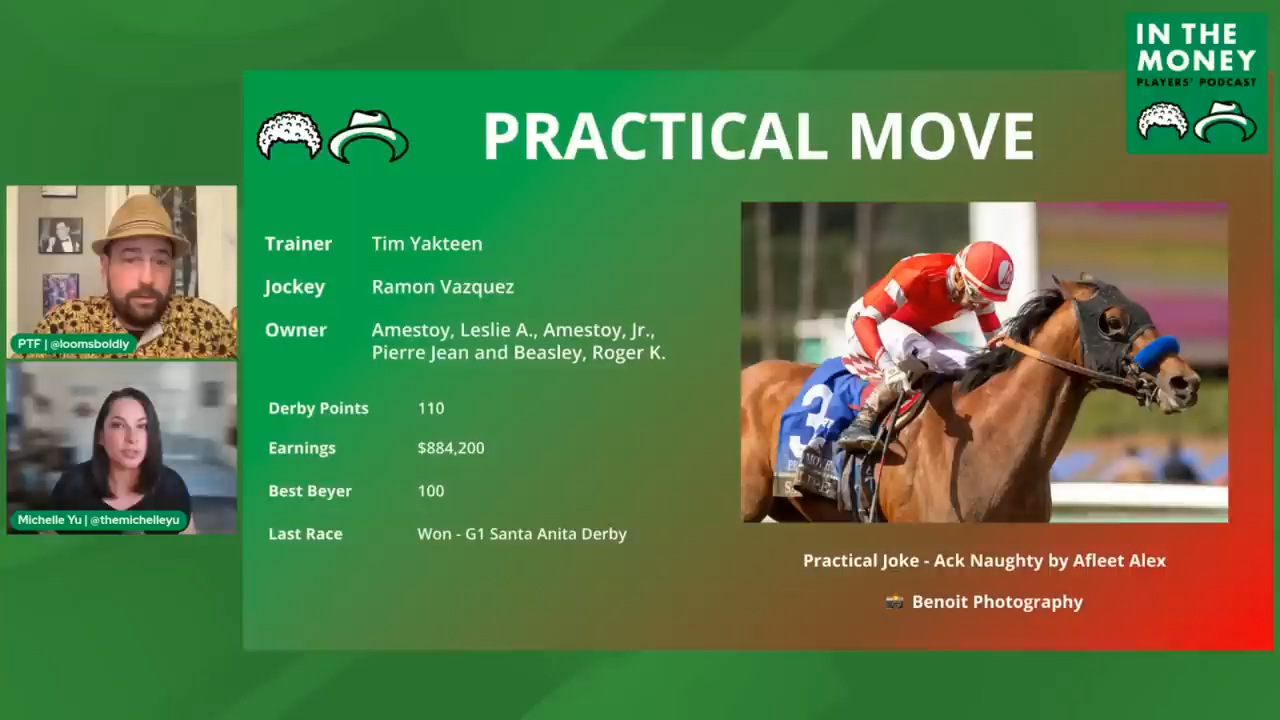 IN THE
MONEY
PLAYERS' PODCAST
PRACTICAL MOVE
Trainer Tim Yakteen
Jockey Ramon Vazquez
Owner Amestoy, Leslie A., Amestoy, Jr.,
Pierre Jean and Beasley, Roger K.
Derby Points 110
Earnings $884,200
Best Beyer 100
Last Race Won - G1 Santa Anita Derby
PTF | @loomsboldly
Michelle Yu | @themichelleyu
3
Practical Joke - Ack Naughty by Afleet Alex
Benoit Photography